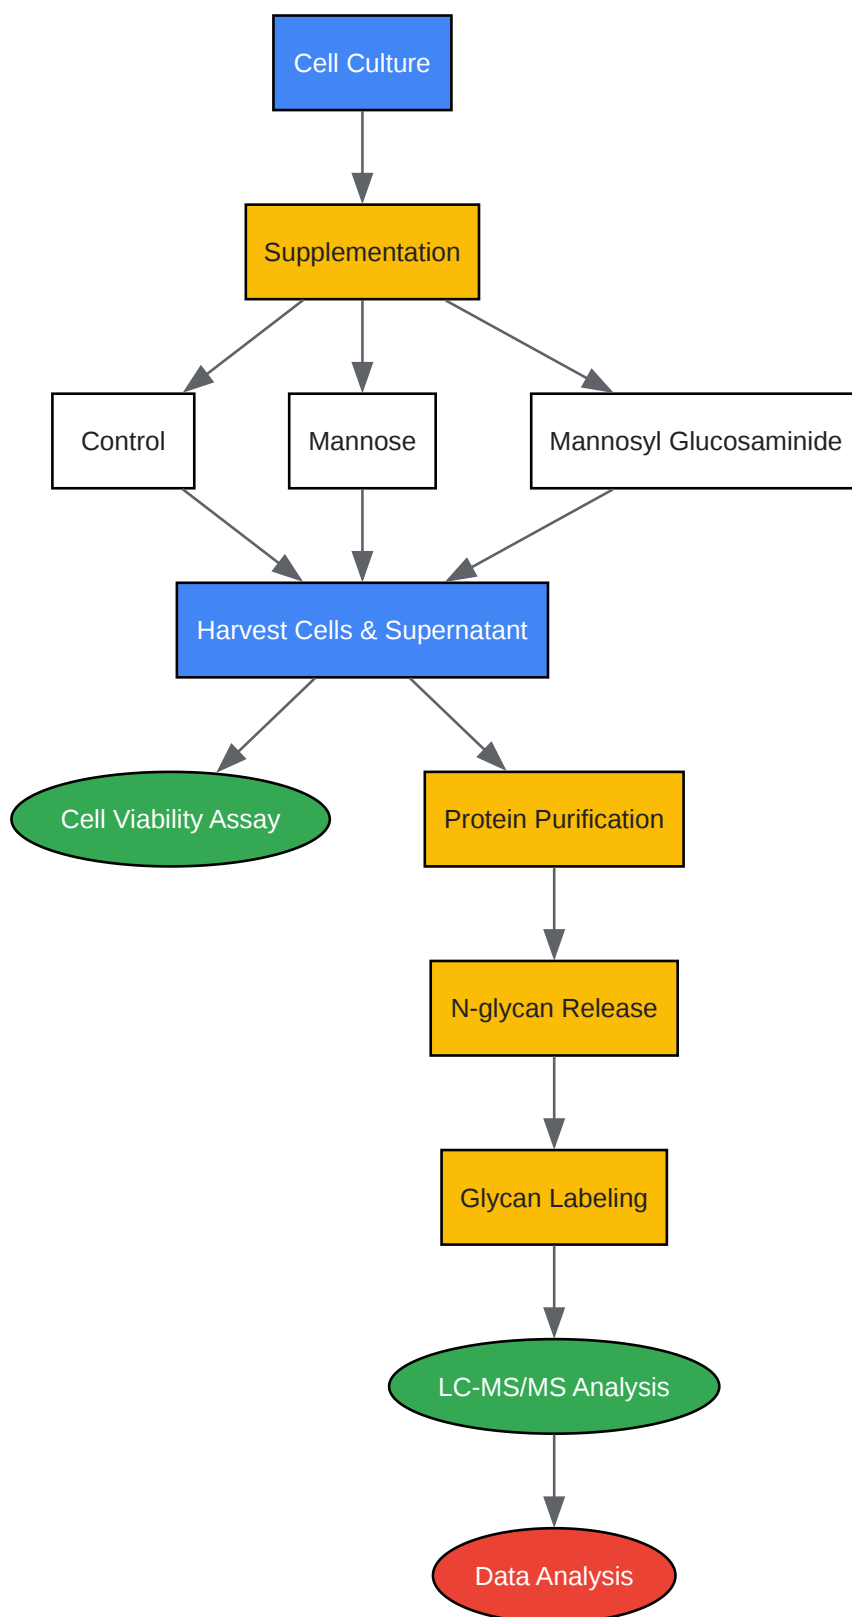 Cell Culture
Supplementation
Control
Mannose
Mannosyl Glucosaminide
Harvest Cells & Supernatant
Cell Viability Assay
Protein Purification
N-glycan Release
Glycan Labeling
LC-MS/MS Analysis
Data Analysis